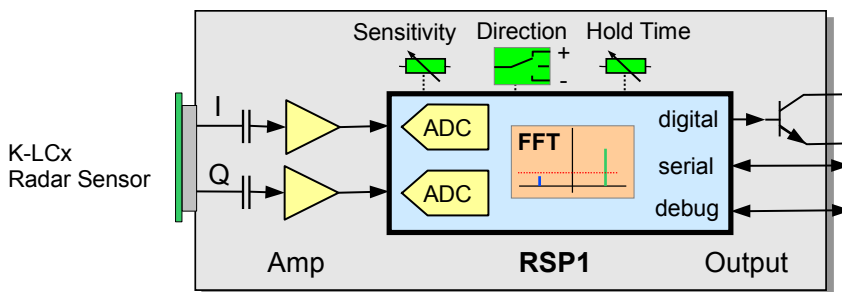 Sensitivity Direction Hold Time
+
-
I
ADC
digital
FFT
K-LCx
Radar Sensor
serial
Q
ADC
debug
Amp RSP1 Output